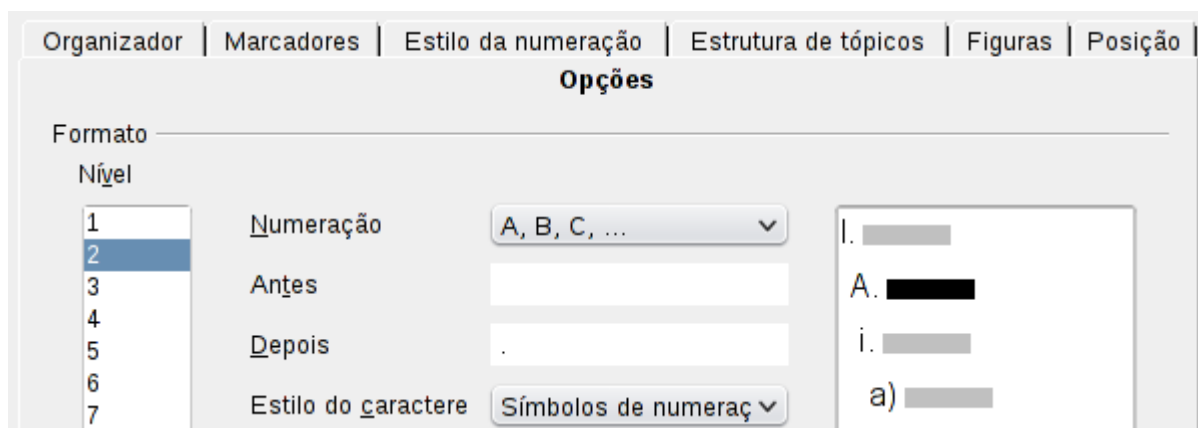 Organizador Marcadores Estilo da numeração Estrutura de tópicos Figuras Posição
Opções
Formato
Nível
1
2
3
4
5
6
7
Numeração A, B, C, ...
Antes
Depois .
Estilo do caractere Símbolos de numeraç
I.
A.
i.
a)